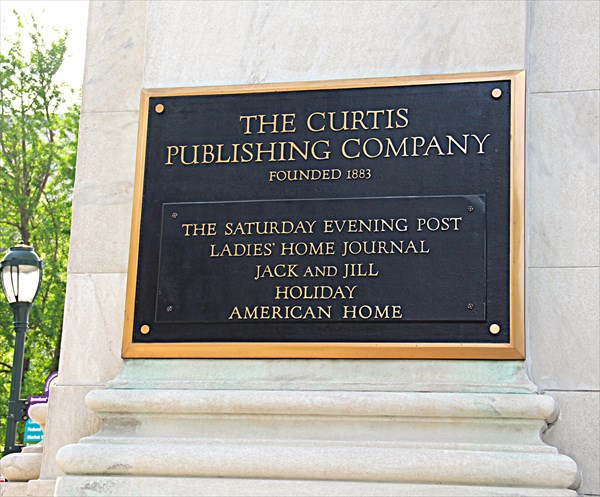 THE CURTIS
PUBLISHING COMPANY
FOUNDED 1883
THE SATURDAY EVENING POST
LADIES' HOME JOURNAL
JACK AND JILL
HOLIDAY
AMERICAN HOME